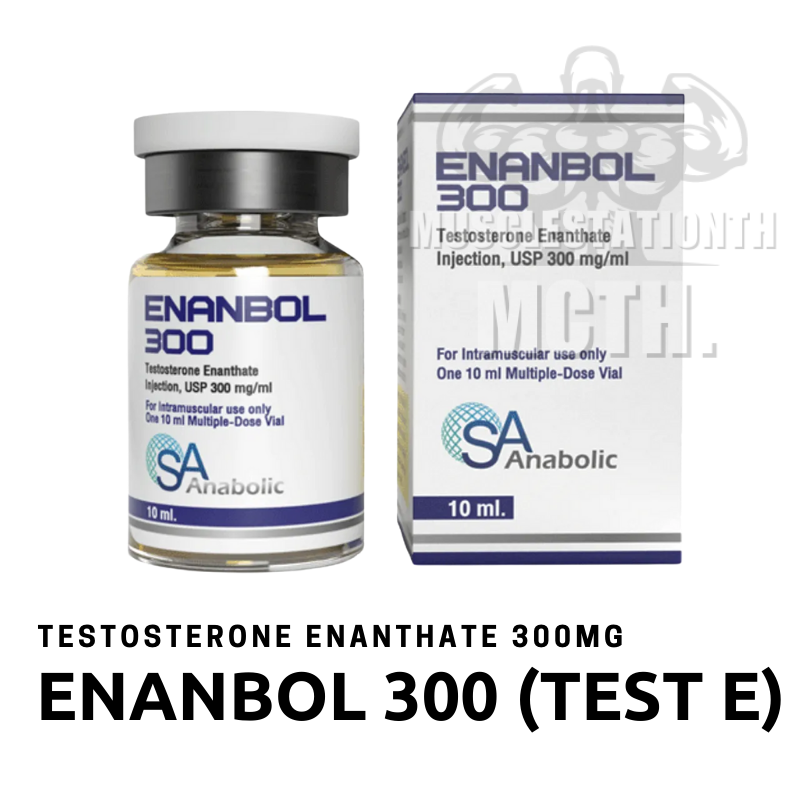 ENANBOL
300
Testosterone Enanthate
Injection, USP 300 mg/ml
For Intramuscular use only
One 10 ml Multiple-Dose Vial
SA
Anabolic
10 ml.
ENANBOL
300
Testosterone Enanthate
Injection, USP 300 mg/ml
For Intramuscular use only
One 10 ml Multiple-Dose Vial
SA
Anabolic
10 ml.
MUSCLESTATIONTH
MCTH.
TESTOSTERONE ENANTHATE 300MG
ENANBOL 300 (TEST E)